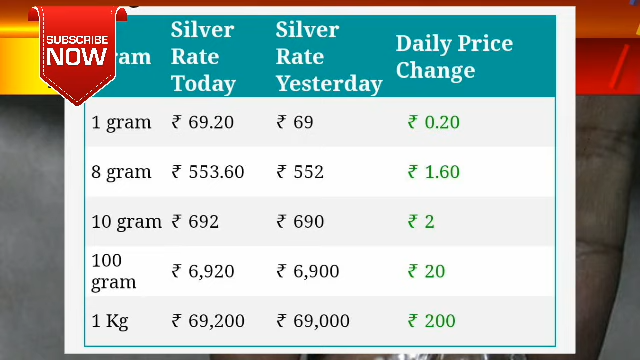 SUBSCRIBE
NOW
Silver Rate Today
Silver Rate Yesterday
Daily Price Change
1 gram ₹ 69.20 ₹ 69 ₹ 0.20
8 gram ₹ 553.60 ₹ 552 ₹ 1.60
10 gram ₹ 692 ₹ 690 ₹ 2
100 gram ₹ 6,920 ₹ 6,900 ₹ 20
1 Kg ₹ 69,200 ₹ 69,000 ₹ 200